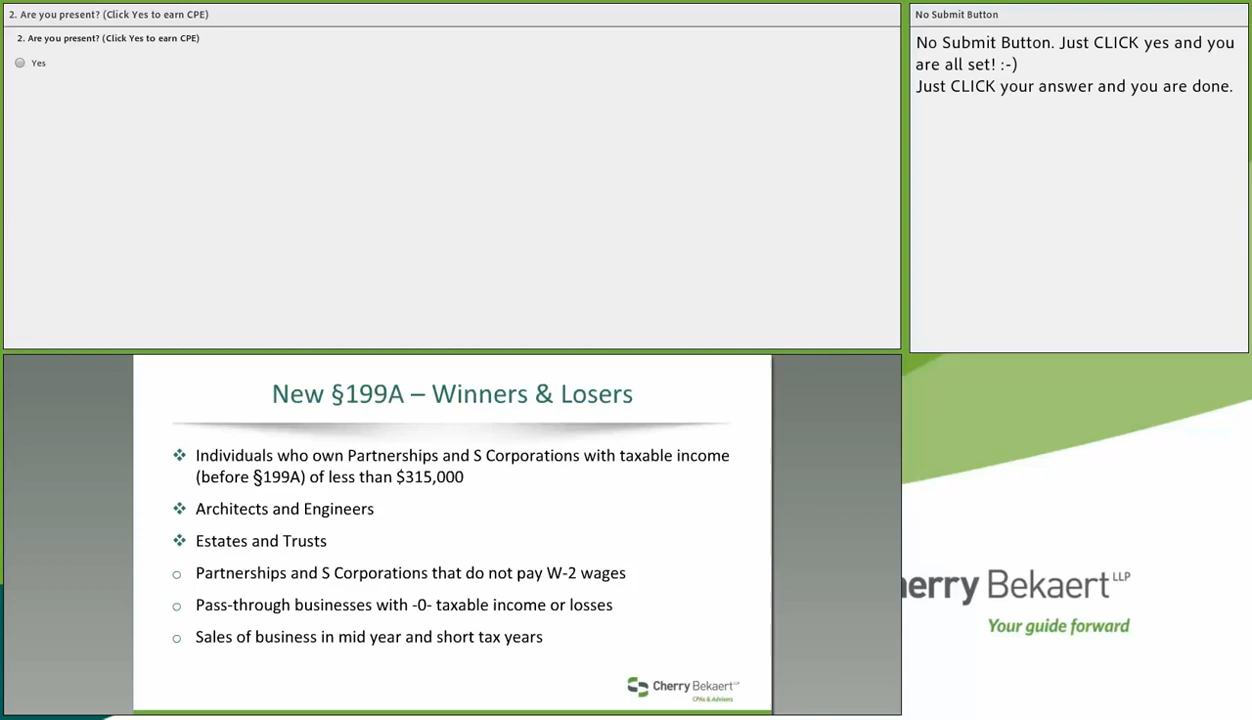 2. Are you present? (Click Yes to earn CPE)
2. Are you present? (Click Yes to earn CPE)
Yes
No Submit Button
No Submit Button. Just CLICK yes and you
are all set! :-)
Just CLICK your answer and you are done.
New §199A – Winners & Losers
Individuals who own Partnerships and S Corporations with taxable income
(before §199A) of less than $315,000
Architects and Engineers
Estates and Trusts
Partnerships and S Corporations that do not pay W-2 wages
Pass-through businesses with -0- taxable income or losses
Sales of business in mid year and short tax years
Cherry Bekaert LLP
CPAs & Advisors
herry Bekaert LLP
Your guide forward